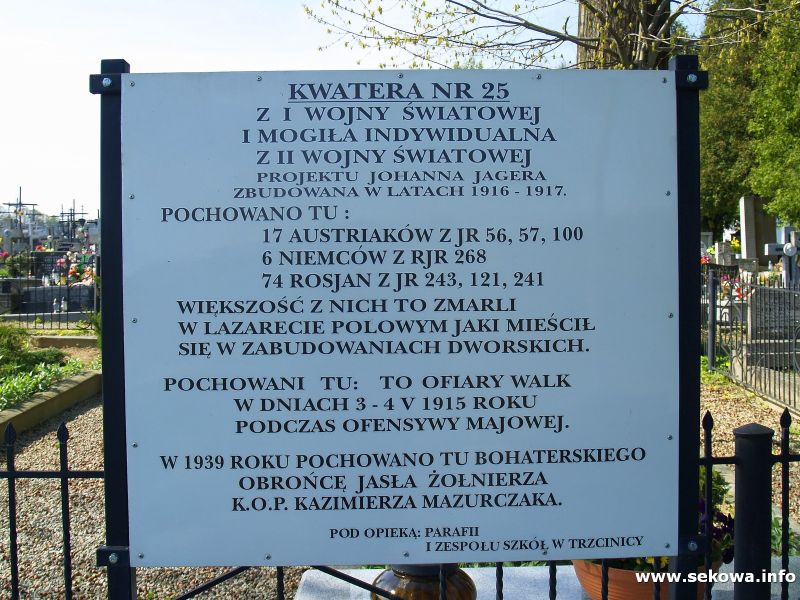 KWATERA NR 25
Z I WOJNY ŚWIATOWEJ
I MOGIŁA INDYWIDUALNA
Z II WOJNY ŚWIATOWEJ
PROJEKTU JOHANNA JAGERA
ZBUDOWANA W LATACH 1916 - 1917.
POCHOWANO TU :
17 AUSTRIAKÓW Z JR 56, 57, 100
6 NIEMCÓW Z RJR 268
74 ROSJAN Z JR 243, 121, 241
WIĘKSZOŚĆ Z NICH TO ZMARLI
W LAZARECIE POLOWYM JAKI MIEŚCIŁ
SIĘ W ZABUDOWANIACH DWORSKICH.
POCHOWANI TU: TO OFIARY WALK
W DNIACH 3 - 4 V 1915 ROKU
PODCZAS OFENSYWY MAJOWEJ.
W 1939 ROKU POCHOWANO TU BOHATERSKIEGO
OBROŃCĘ JASŁA ŻOŁNIERZA
K.O.P. KAZIMIERZA MAZURCZAKA.
POD OPIEKĄ: PARAFII
I ZESPOŁU SZKÓŁ W TRZCINICY
www.sekowa.info